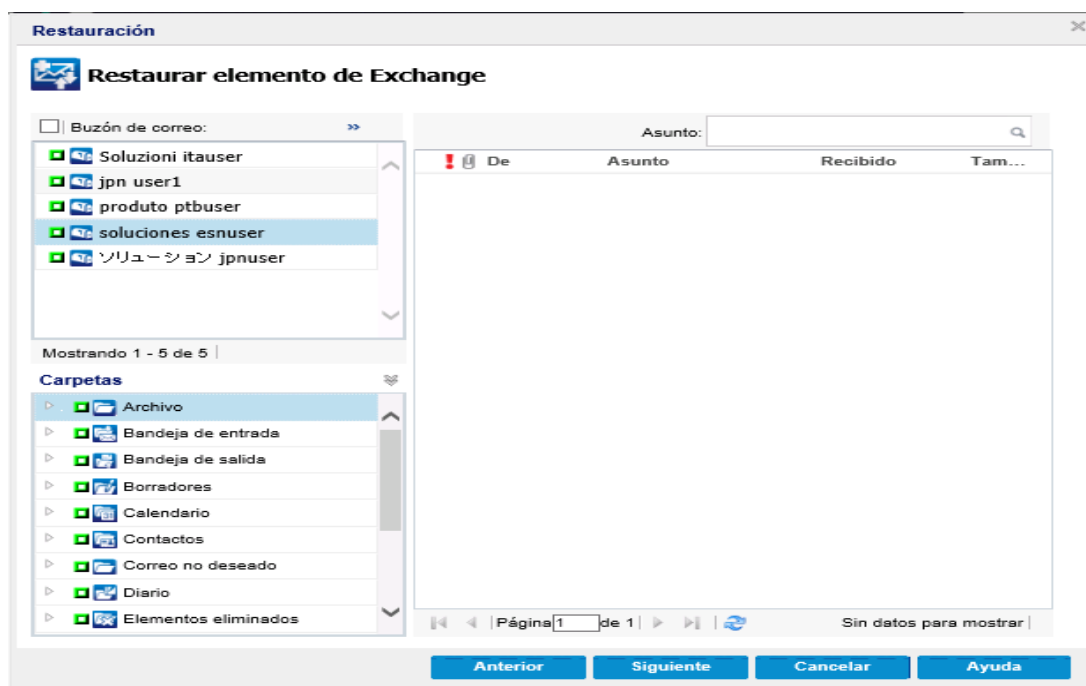 Restauración
Restaurar elemento de Exchange
Buzón de correo: »
Soluzioni itauser
jpn user1
produto ptbuser
soluciones esnuser
ソリューション jpnuser
Mostrando 1 - 5 de 5
Carpetas
Archivo
Bandeja de entrada
Bandeja de salida
Borradores
Calendario
Contactos
Correo no deseado
Diario
Elementos eliminados
Asunto:
De Asunto Recibido Tam...
Página 1 de 1 Sin datos para mostrar
Anterior Siguiente Cancelar Ayuda